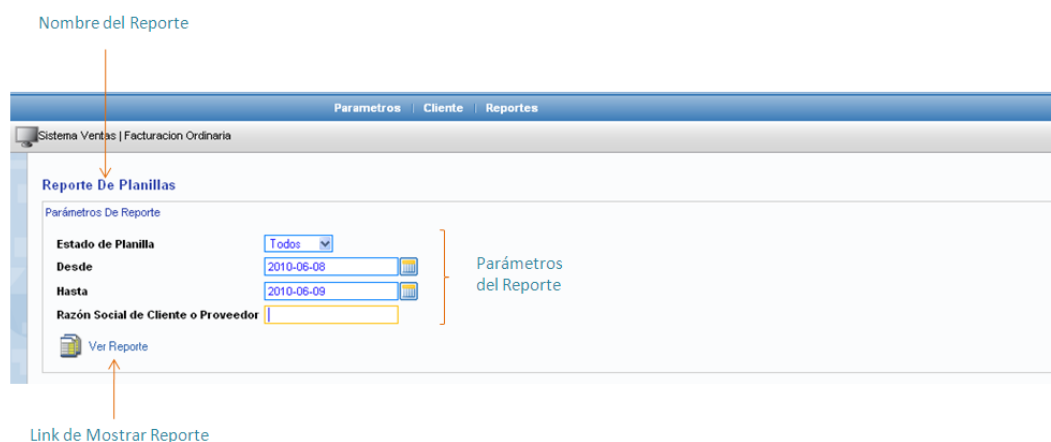 Nombre del Reporte
Parametros | Cliente | Reportes
Sistema Ventas | Facturacion Ordinaria
Reporte De Planillas
Parámetros De Reporte
Estado de Planilla Todos
Desde 2010-06-08
Hasta 2010-06-09
Razón Social de Cliente o Proveedor
Parámetros
del Reporte
Ver Reporte
Link de Mostrar Reporte